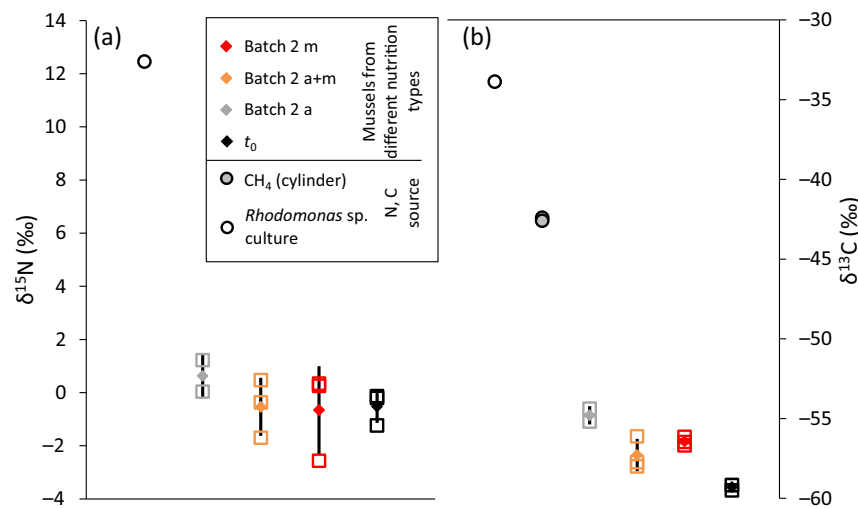 (a)
(b)
14
12
10
8
6
4
2
0
−2
−4
δ¹⁵N (‰)
Batch 2 m
Batch 2 a+m
Batch 2 a
t₀
Mussels from
different nutrition
types
CH₄ (cylinder)
Rhodomonas sp.
culture
N, C
source
−30
−35
−40
−45
−50
−55
−60
δ¹³C (‰)